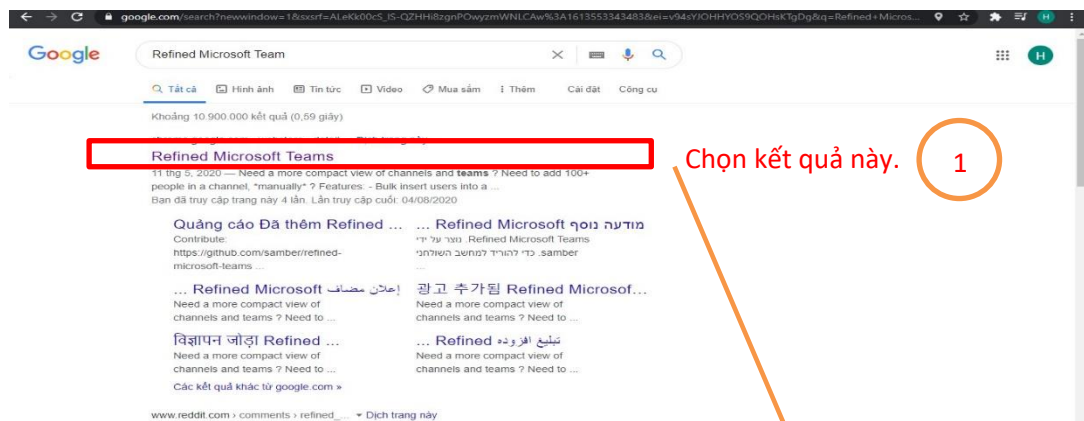 google.com/search?newwindow=1&sxsrf=ALeKk00cS_IS-QZHHi8zgnPOwyzmWNLCAw%3A1613553343483&ei=v94sYJOHHYOS9QOHsKTgDg&q=Refined+Micros...
H
Google
Refined Microsoft Team
H
Tất cả Hình ảnh Tin tức Video Mua sắm Thêm Cài đặt Công cụ
Khoảng 10.900.000 kết quả (0,59 giây)
Refined Microsoft Teams
Chọn kết quả này.
1
11 thg 5, 2020 — Need a more compact view of channels and teams ? Need to add 100+
people in a channel, *manually* ? Features: - Bulk insert users into a ...
Bạn đã truy cập trang này 4 lần. Lần truy cập cuối: 04/08/2020
Quảng cáo Đã thêm Refined ...
Contribute:
https://github.com/samber/refined-
microsoft-teams ...
מודעה נוסף Refined Microsoft ...
Refined Microsoft Teams. נוצר על ידי
samber. כדי להוריד למחשב השולחני
...
إعلان مضاف Refined Microsoft ...
Need a more compact view of
channels and teams ? Need to ...
광고 추가됨 Refined Microsof...
Need a more compact view of
channels and teams ? Need to ...
विज्ञापन जोड़ा Refined ...
Need a more compact view of
channels and teams ? Need to ...
تبلیغ افزوده Refined ...
Need a more compact view of
channels and teams ? Need to ...
Các kết quả khác từ google.com »
www.reddit.com › comments › refined_... Dịch trang này